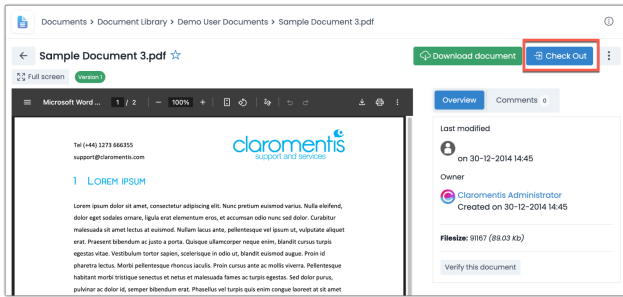 Documents > Document Library > Demo User Documents > Sample Document 3.pdf
Sample Document 3.pdf
Download document
Check Out
Full screen
Version 1
Microsoft Word ...
1 / 2
100%
Overview
Comments 0
Tel (+44) 1273 666355
support@claromentis.com
claromentis
support and services
1 LOREM IPSUM
Lorem ipsum dolor sit amet, consectetur adipiscing elit. Nunc pretium euismod varius. Nulla eleifend,
dolor eget sodales ornare, ligula erat elementum eros, et accumsan odio nunc sed dolor. Curabitur
malesuada sit amet lectus at euismod. Nullam lacus ante, pellentesque vel ipsum ut, vulputate aliquet
erat. Praesent bibendum ac justo a porta. Quisque ullamcorper neque enim, blandit cursus turpis
egestas vitae. Vestibulum tortor sapien, scelerisque in odio ut, blandit euismod augue. Proin id
pharetra lectus. Morbi pellentesque rhoncus iaculis. Proin cursus ante ac mollis viverra. Pellentesque
habitant morbi tristique senectus et netus et malesuada fames ac turpis egestas. Sed dolor purus,
pulvinar ac dolor id, semper bibendum erat. Phasellus vel turpis quis enim congue laoreet at sit amet
Last modified
on 30-12-2014 14:45
Owner
Claromentis Administrator
Created on 30-12-2014 14:45
Filesize: 91167 (89.03 Kb)
Verify this document